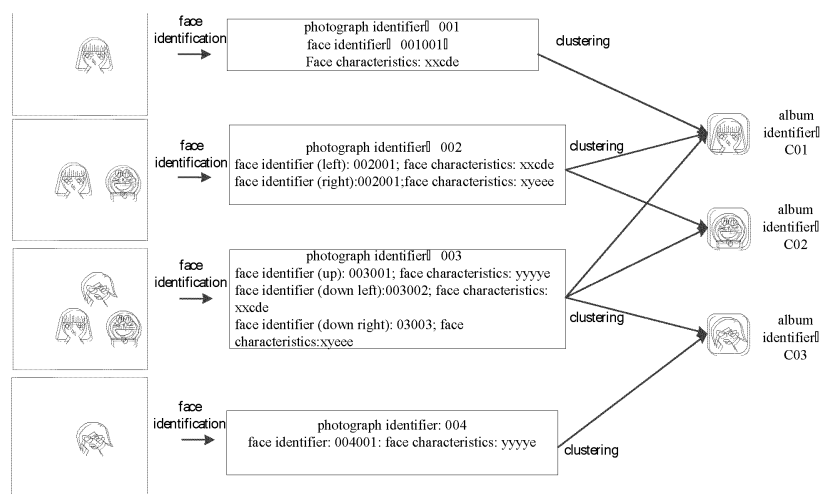 face
identification
photograph identifier 001
face identifier 001001
Face characteristics: xxcde
clustering
album
identifier
C01
face
identification
photograph identifier 002
face identifier (left): 002001; face characteristics: xxcde
face identifier (right):002001;face characteristics: xyeee
clustering
album
identifier
C02
face
identification
photograph identifier 003
face identifier (up): 003001; face characteristics: yyyye
face identifier (down left):003002; face characteristics:
xxcde
face identifier (down right): 03003; face
characteristics:xyeee
clustering
album
identifier
C03
face
identification
photograph identifier: 004
face identifier: 004001: face characteristics: yyyye
clustering